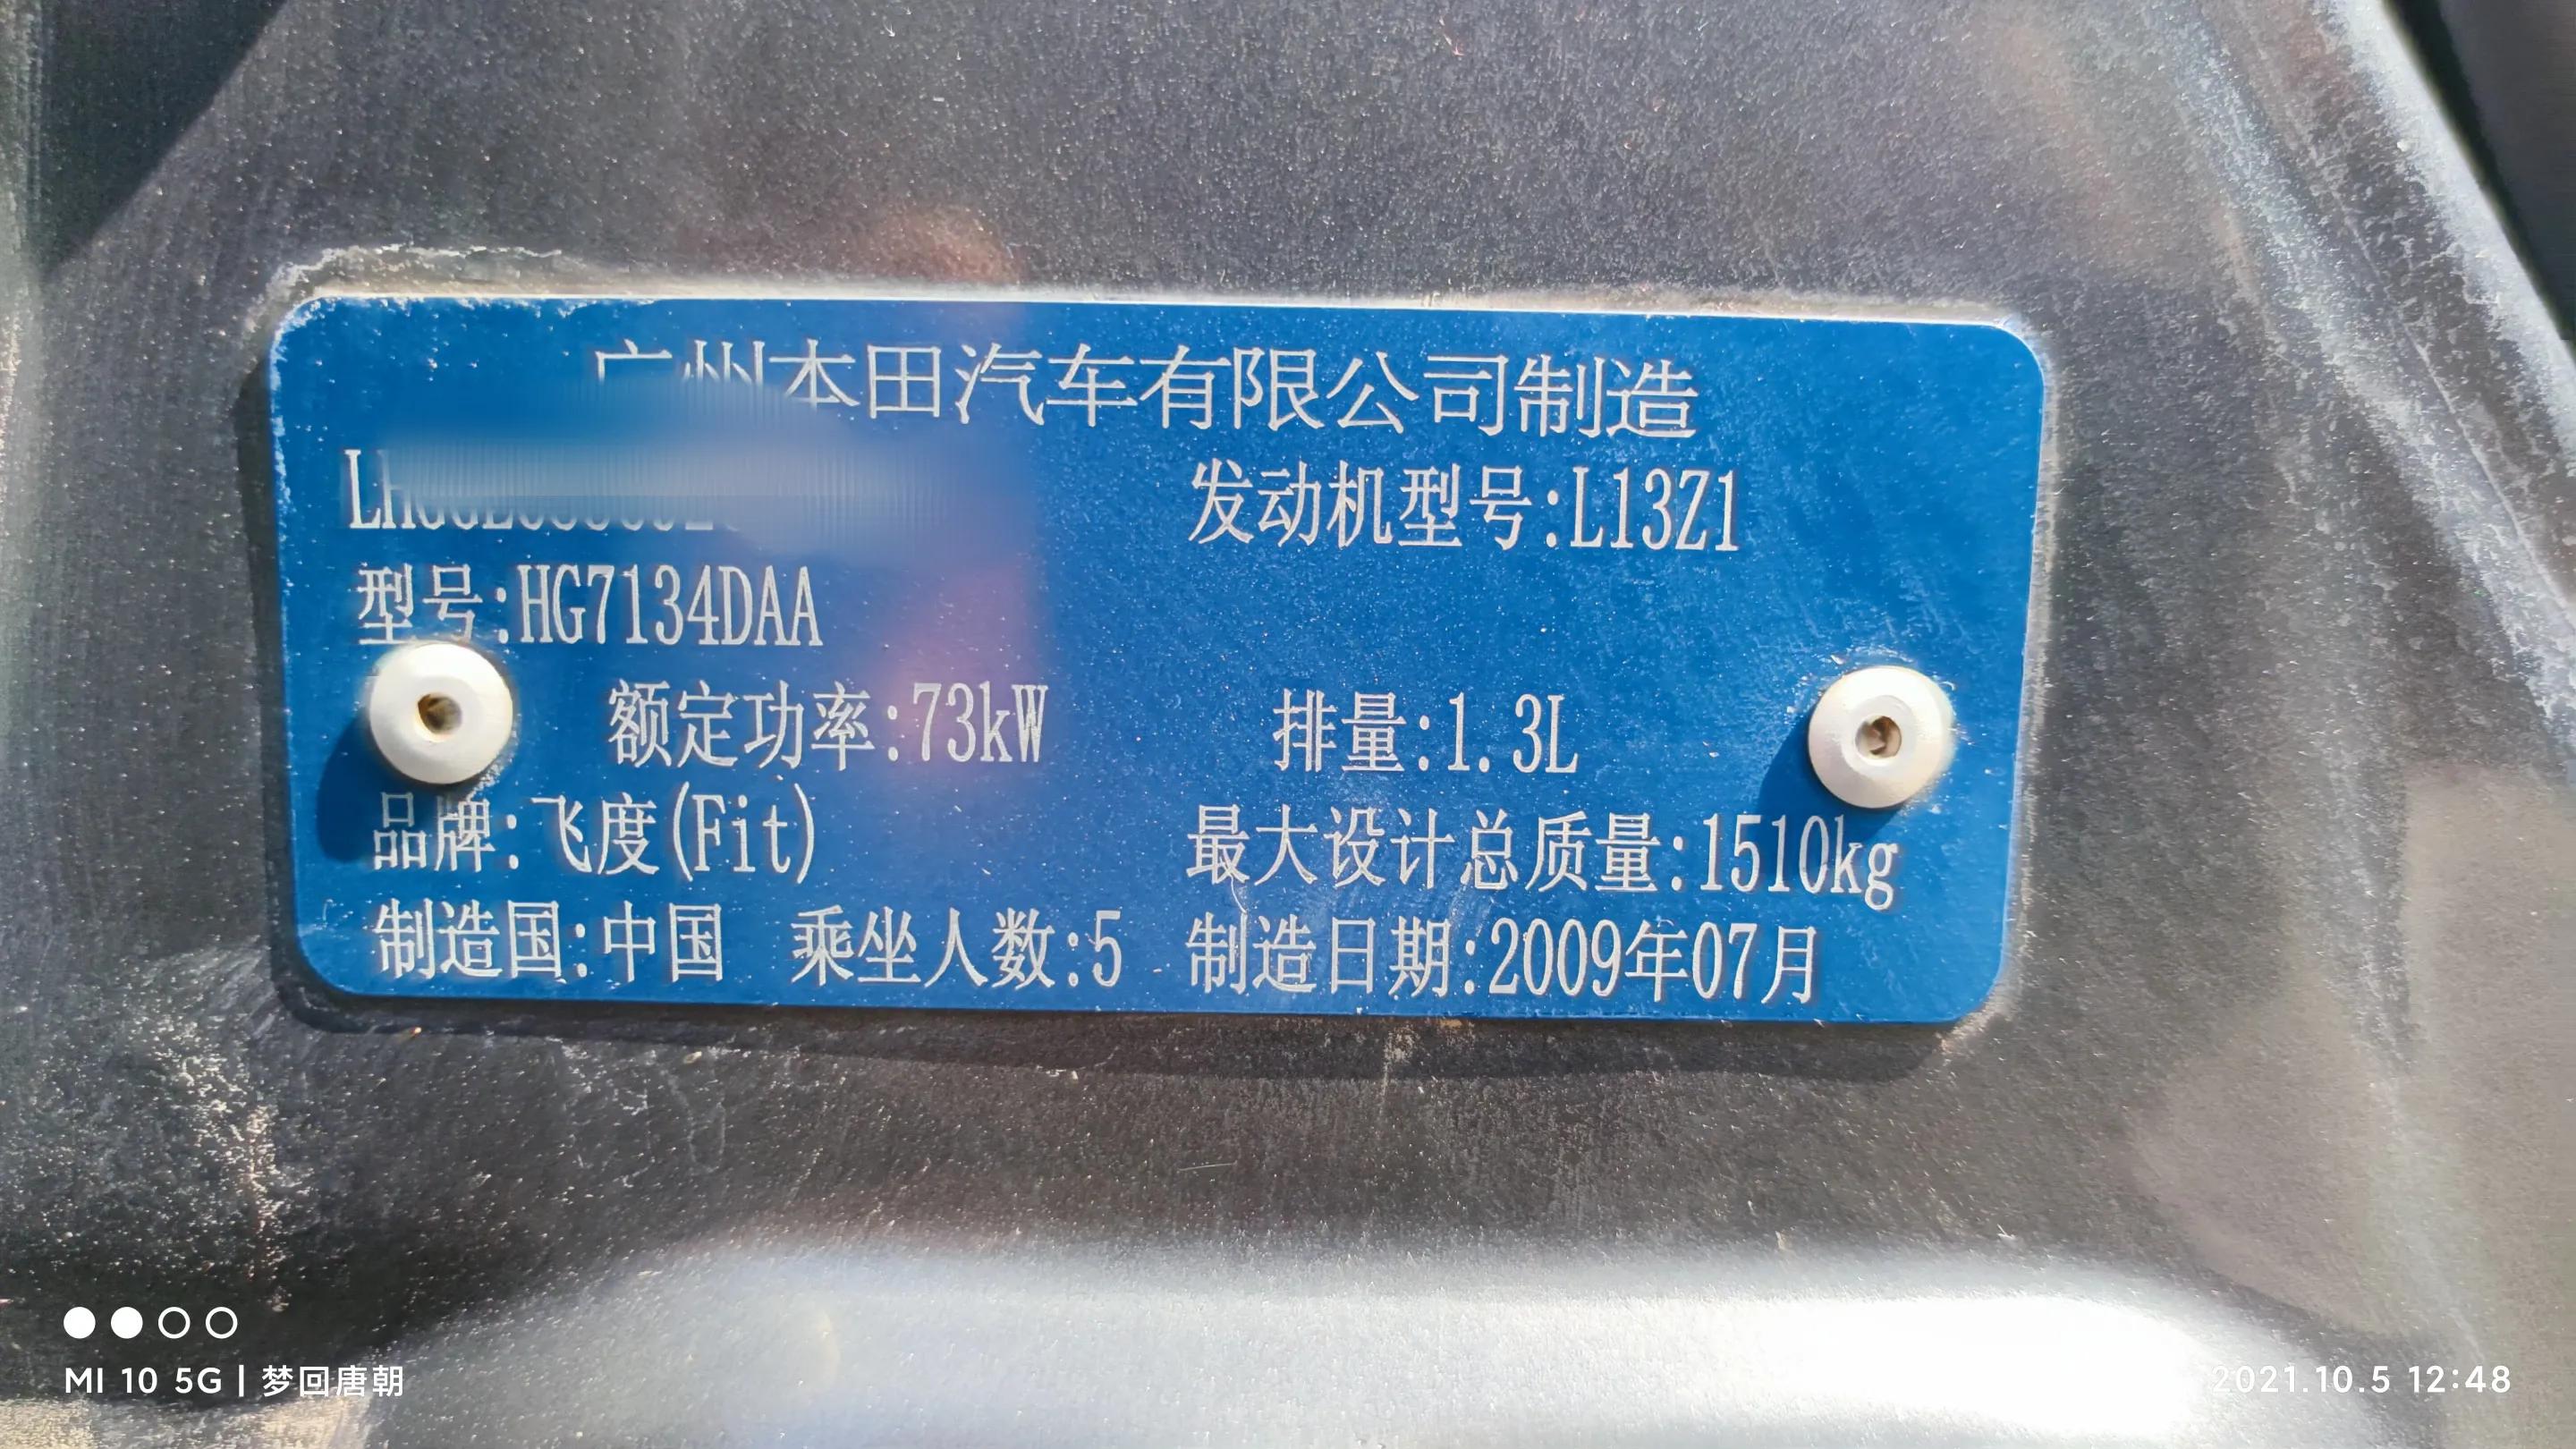 广州本田汽车有限公司制造
发动机型号:L13Z1
型号:HG7134DAA
额定功率:73kW 排量:1.3L
品牌:飞度(Fit) 最大设计总质量:1510kg
制造国:中国 乘坐人数:5 制造日期:2009年07月
MI 10 5G | 梦回唐朝
2021.10.5 12:48